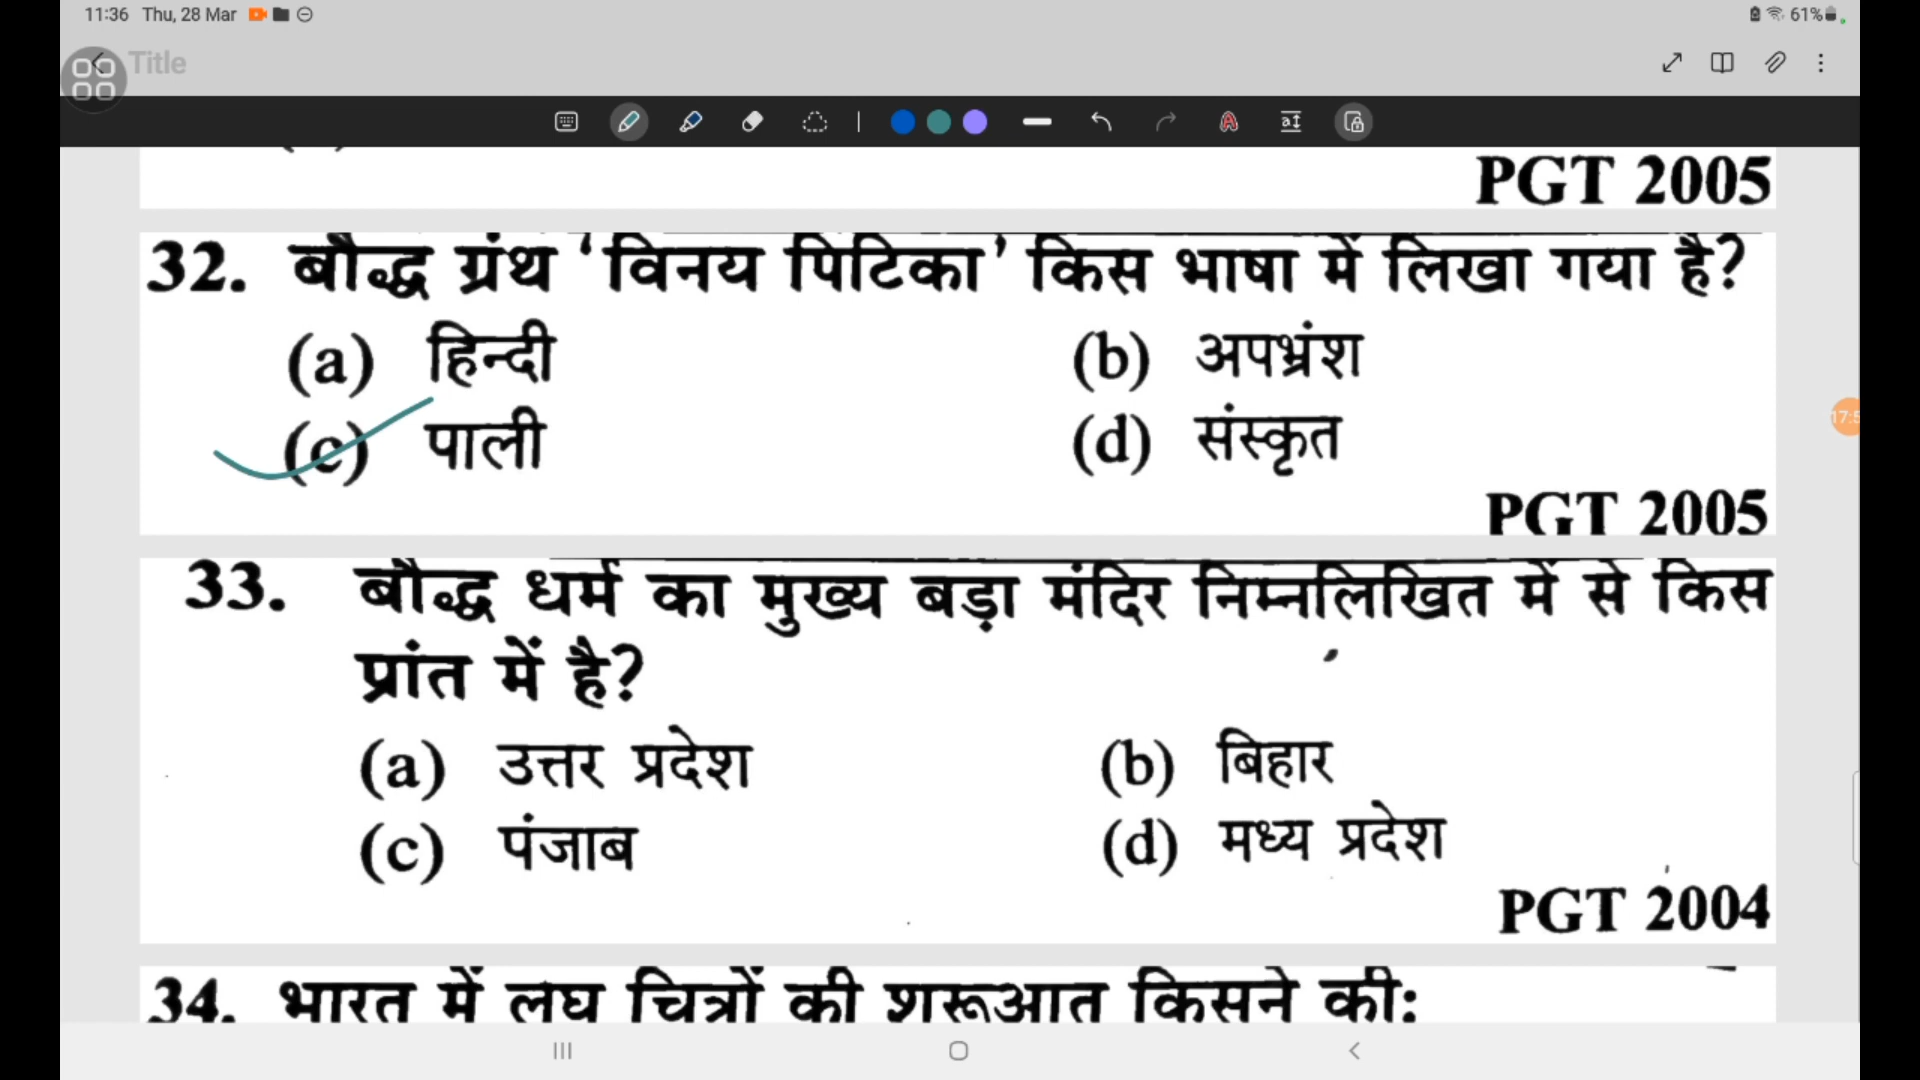 11:36 Thu, 28 Mar
61%
Title
PGT 2005
32. बौद्ध ग्रंथ ‘विनय पिटिका’ किस भाषा में लिखा गया है?
(a) हिन्दी (b) अपभ्रंश
(c) पाली (d) संस्कृत
PGT 2005
33. बौद्ध धर्म का मुख्य बड़ा मंदिर निम्नलिखित में से किस
प्रांत में है?
(a) उत्तर प्रदेश (b) बिहार
(c) पंजाब (d) मध्य प्रदेश
PGT 2004
34. भारत में लघु चित्रों की शुरूआत किसने की: